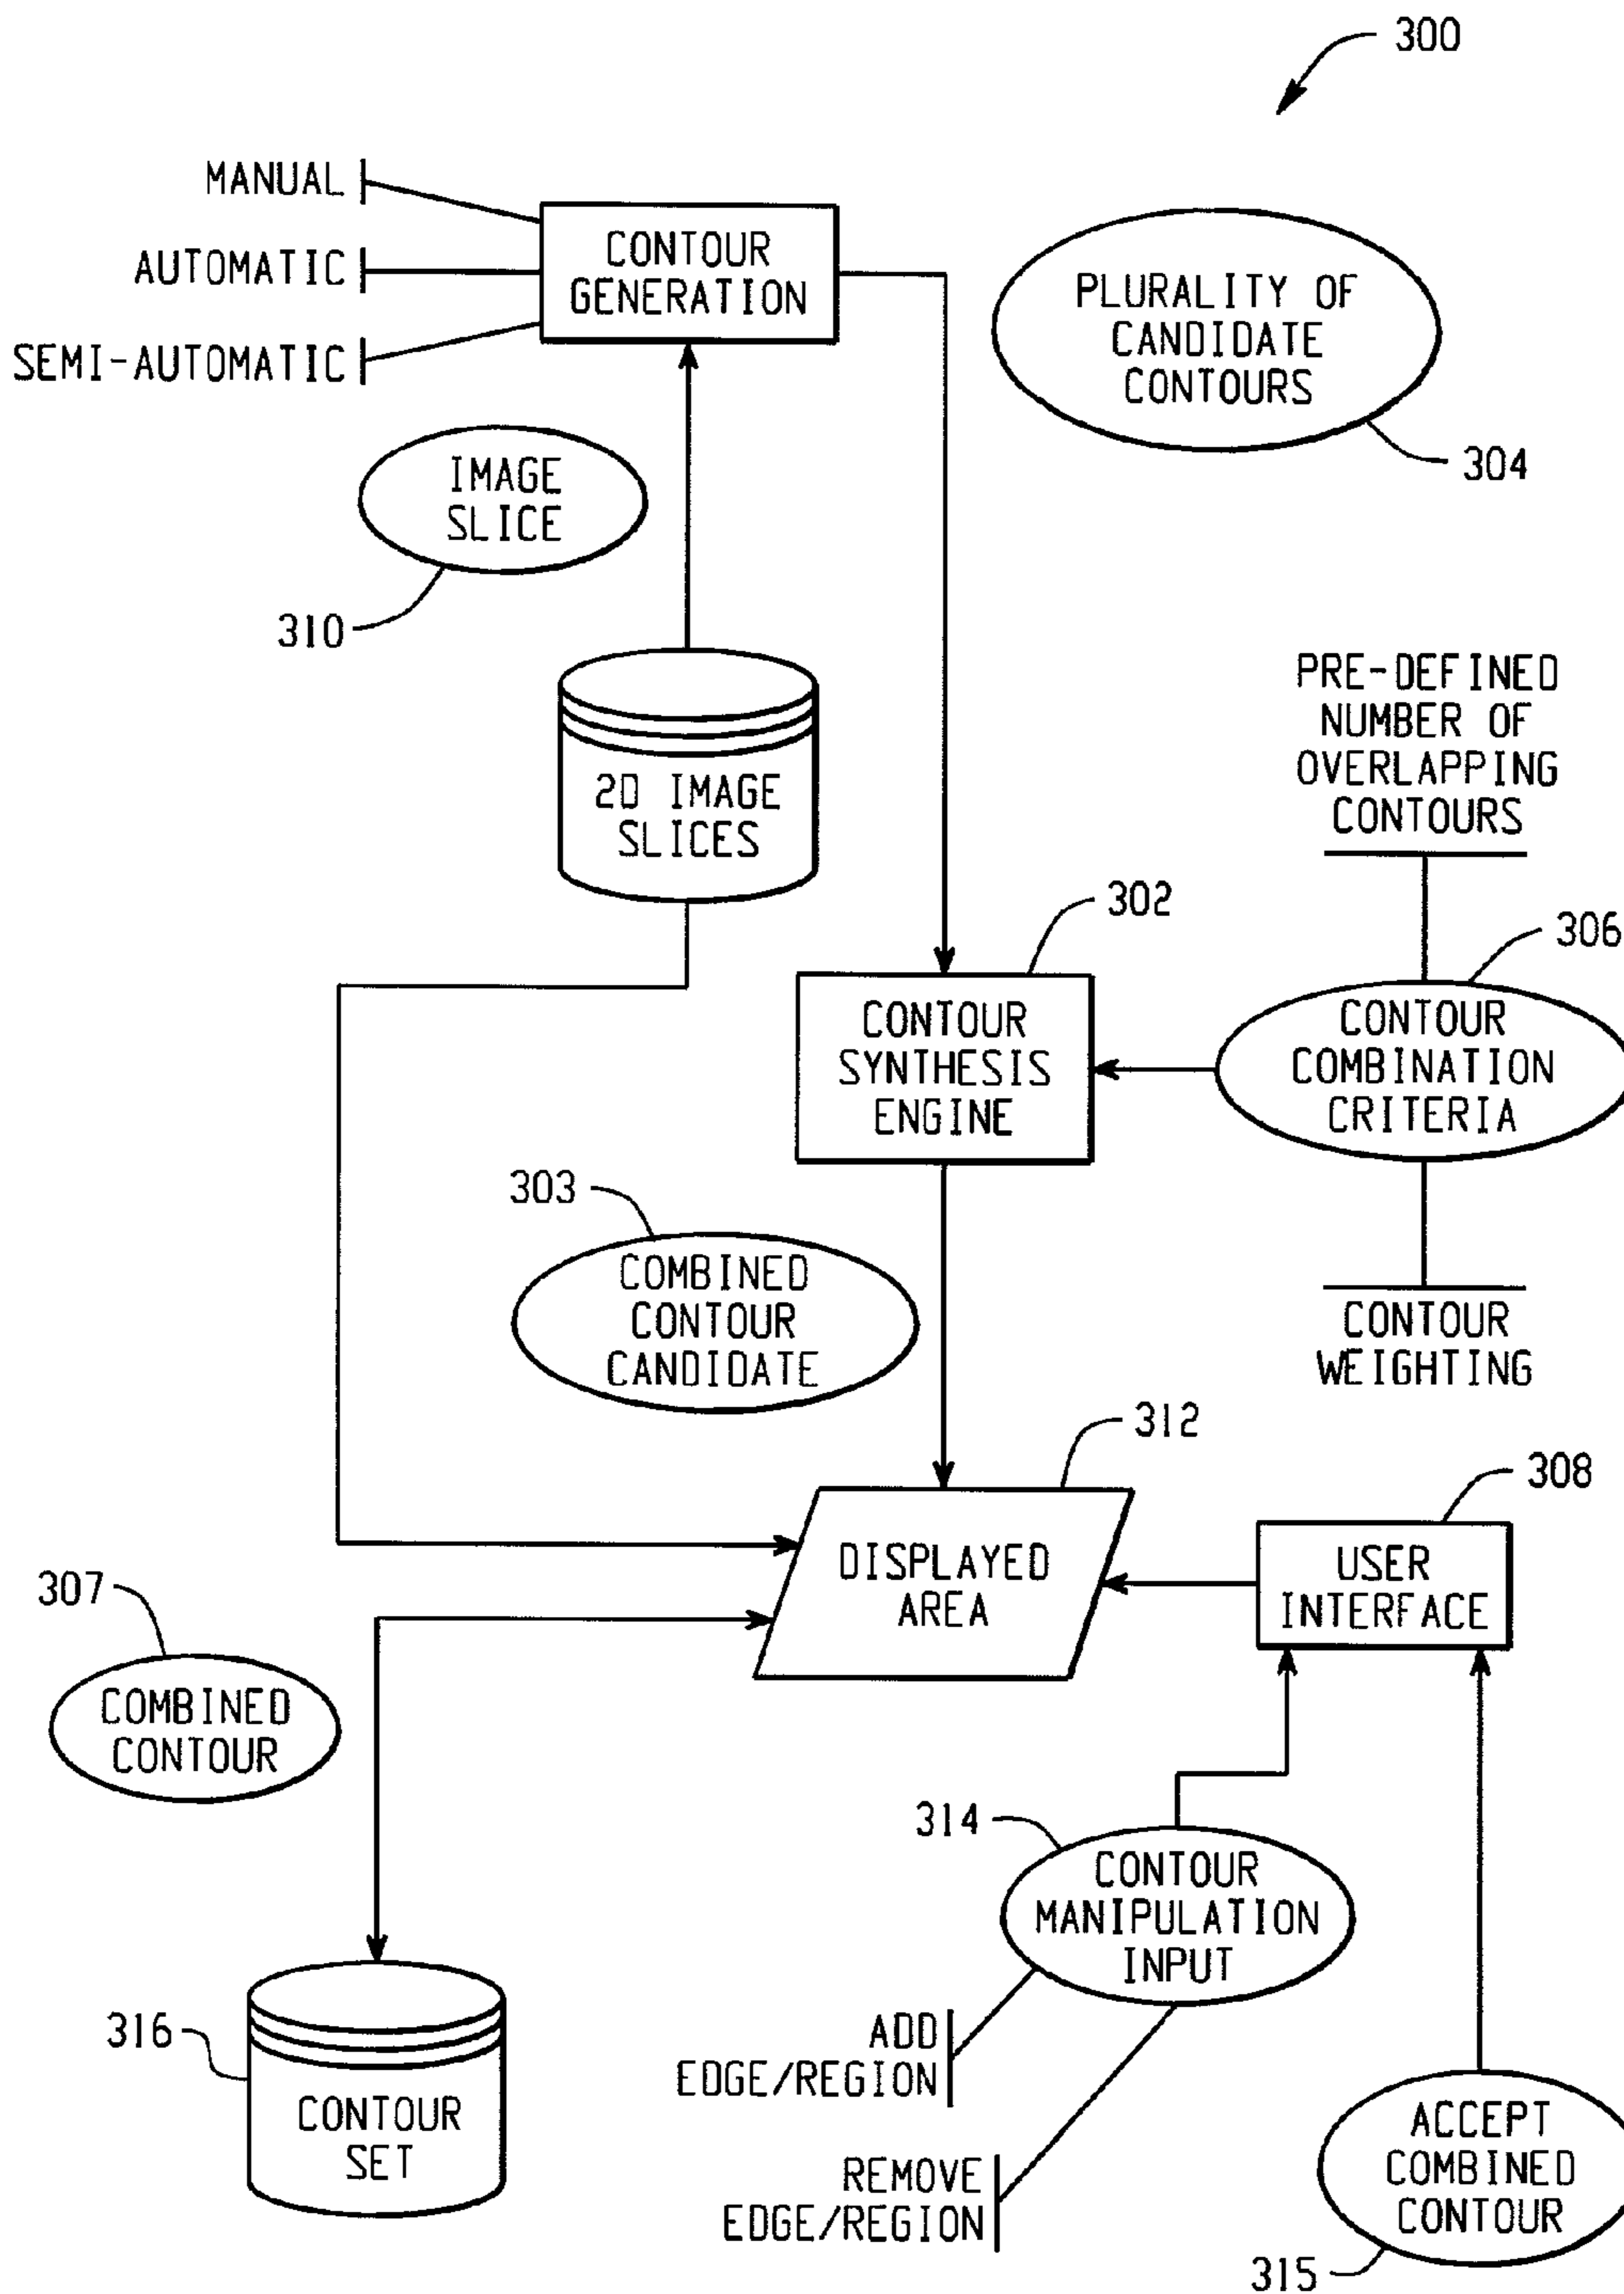 300
MANUAL
AUTOMATIC
SEMI-AUTOMATIC
CONTOUR
GENERATION
PLURALITY OF
CANDIDATE
CONTOURS
304
IMAGE
SLICE
310
2D IMAGE
SLICES
PRE-DEFINED
NUMBER OF
OVERLAPPING
CONTOURS
302
306
CONTOUR
SYNTHESIS
ENGINE
CONTOUR
COMBINATION
CRITERIA
303
COMBINED
CONTOUR
CANDIDATE
CONTOUR
WEIGHTING
312
308
DISPLAYED
AREA
USER
INTERFACE
307
COMBINED
CONTOUR
314
CONTOUR
MANIPULATION
INPUT
316
CONTOUR
SET
ADD
EDGE/REGION
REMOVE
EDGE/REGION
ACCEPT
COMBINED
CONTOUR
315